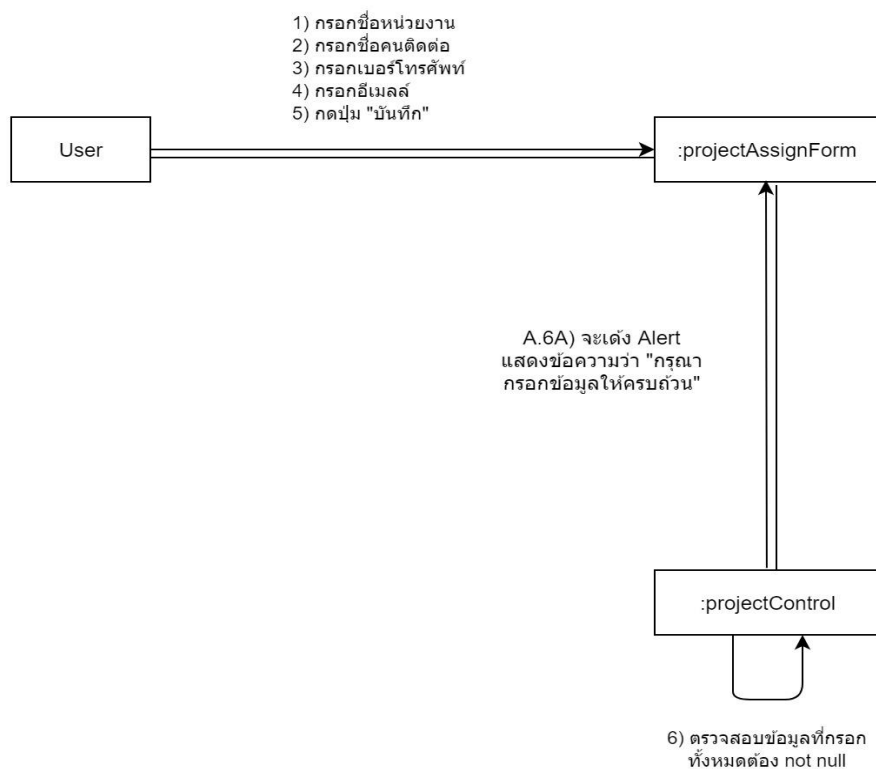 1) กรอกชื่อหน่วยงาน
2) กรอกชื่อคนติดต่อ
3) กรอกเบอร์โทรศัพท์
4) กรอกอีเมลล์
5) กดปุ่ม "บันทึก"
User
:projectAssignForm
A.6A) จะเด้ง Alert
แสดงข้อความว่า "กรุณา
กรอกข้อมูลให้ครบถ้วน"
:projectControl
6) ตรวจสอบข้อมูลที่กรอก
ทั้งหมดต้อง not null